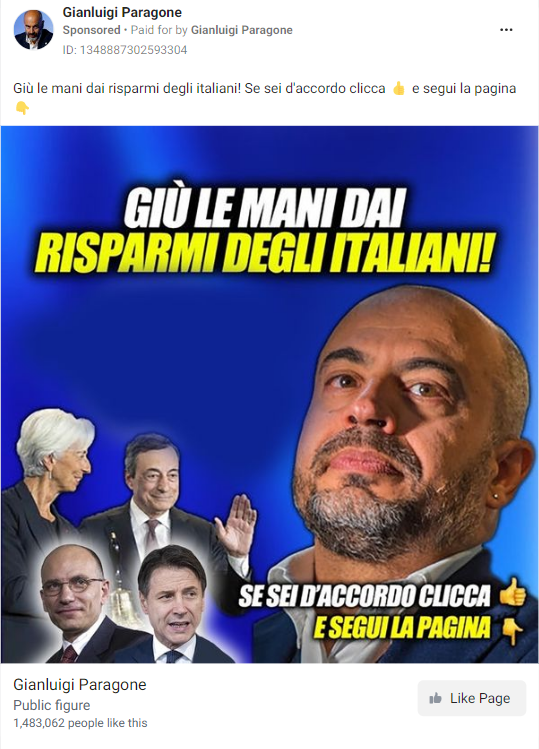 Gianluigi Paragone
Sponsored • Paid for by Gianluigi Paragone
ID: 1348887302593304
Giù le mani dai risparmi degli italiani! Se sei d'accordo clicca 👍 e segui la pagina
👇
GIÙ LE MANI DAI
RISPARMI DEGLI ITALIANI!
SE SEI D'ACCORDO CLICCA 👍
E SEGUI LA PAGINA 👇
Gianluigi Paragone
Public figure
1,483,062 people like this
Like Page